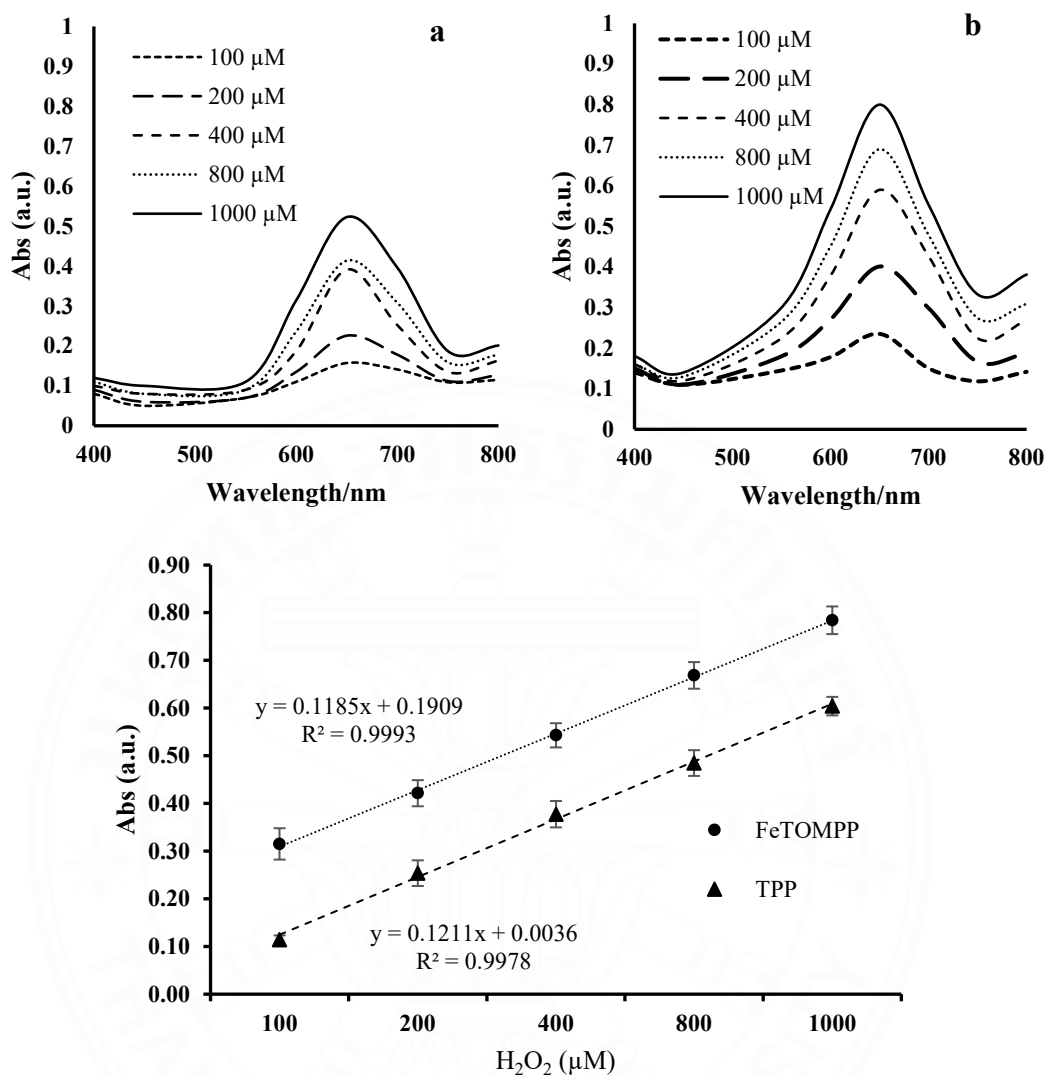 a
1
0.9
0.8
0.7
0.6
0.5
0.4
0.3
0.2
0.1
0
Abs (a.u.)
100 µM
200 µM
400 µM
800 µM
1000 µM
400 500 600 700 800
Wavelength/nm
b
1
0.9
0.8
0.7
0.6
0.5
0.4
0.3
0.2
0.1
0
Abs (a.u.)
100 µM
200 µM
400 µM
800 µM
1000 µM
400 500 600 700 800
Wavelength/nm
0.90
0.80
0.70
0.60
0.50
0.40
0.30
0.20
0.10
0.00
Abs (a.u.)
y = 0.1185x + 0.1909
R² = 0.9993
FeTOMPP
TPP
y = 0.1211x + 0.0036
R² = 0.9978
100 200 400 800 1000
H₂O₂ (µM)